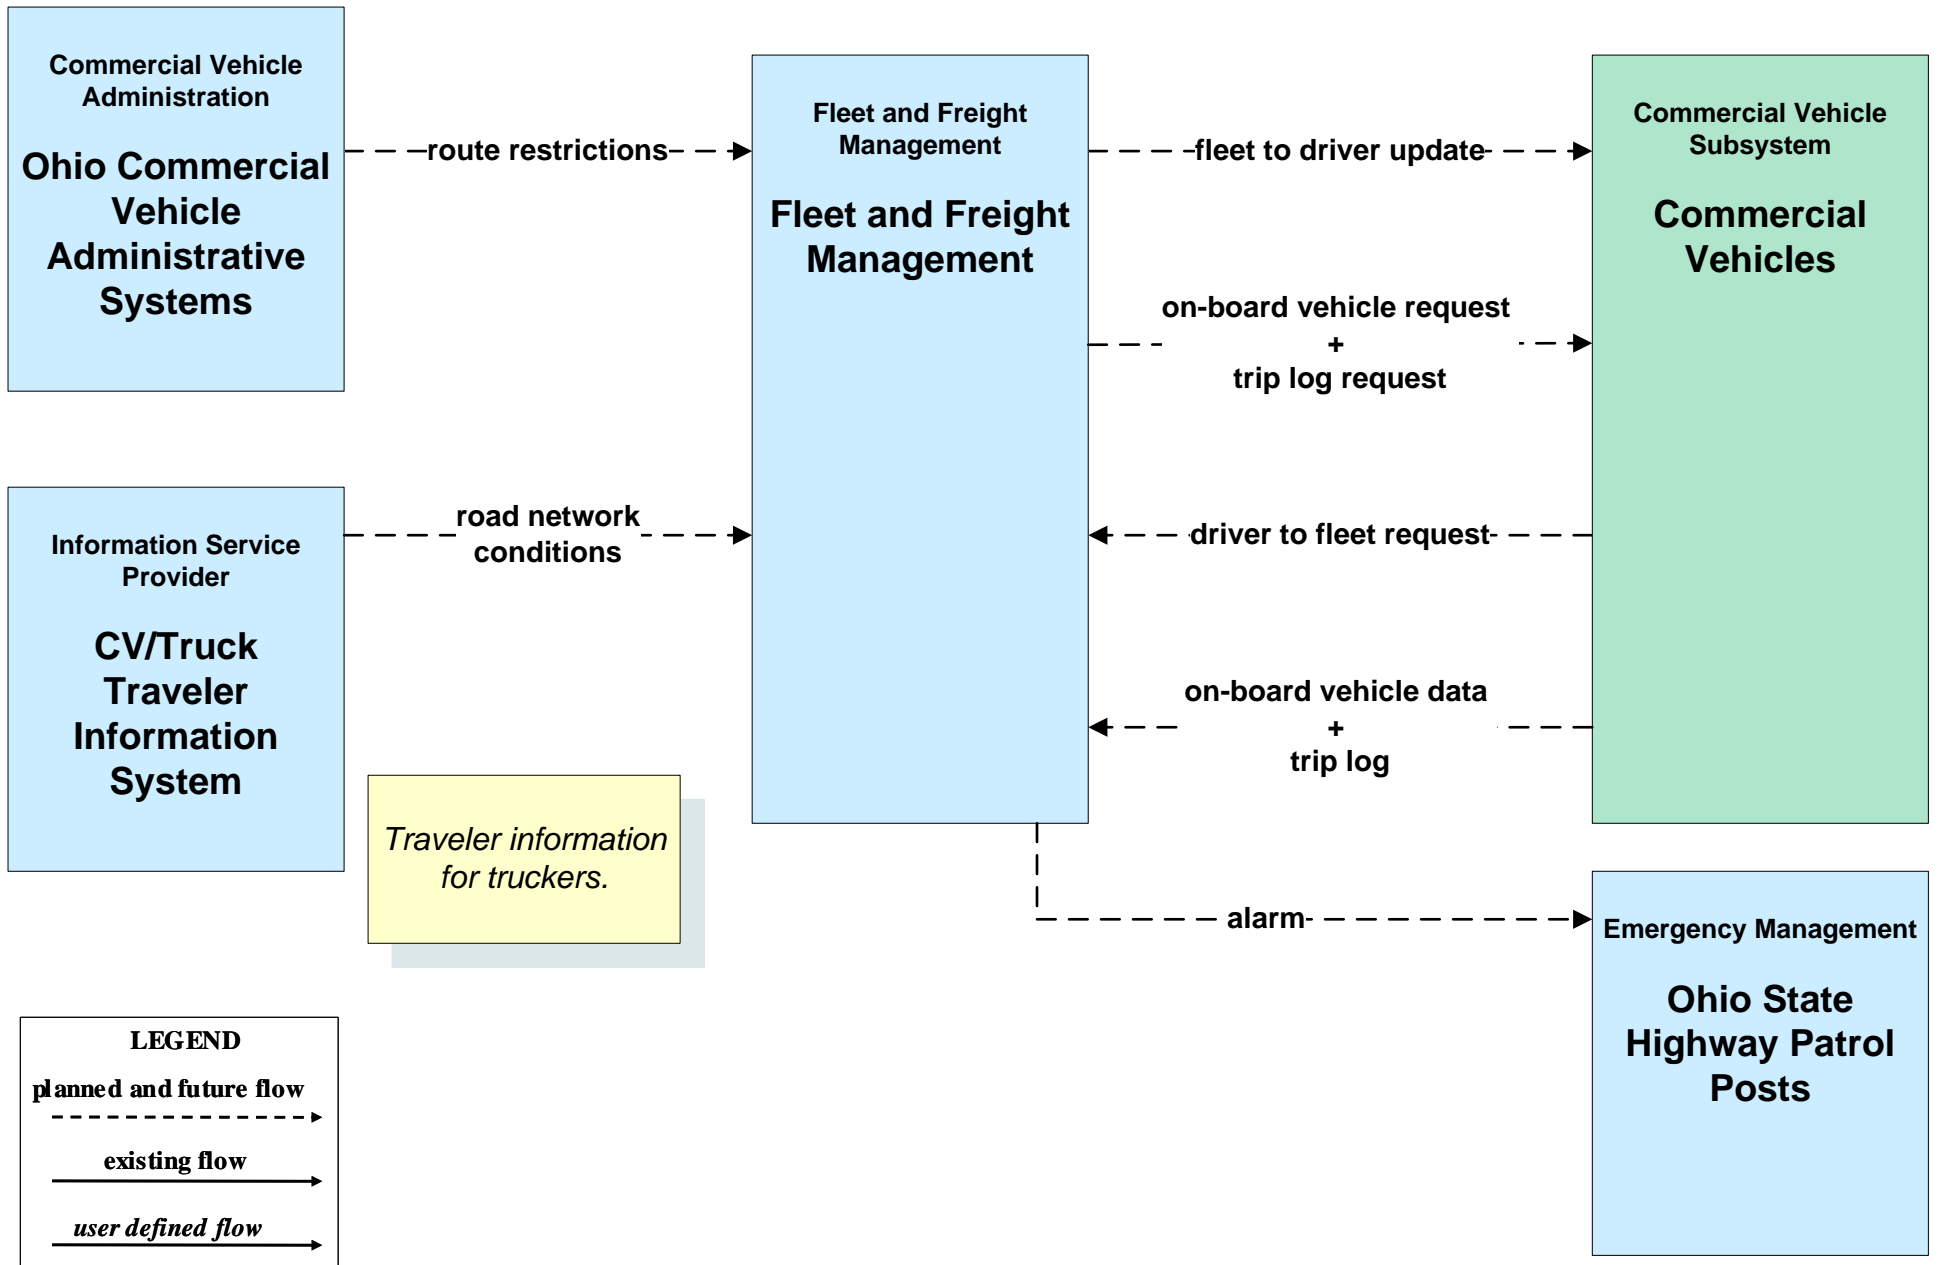 Commercial Vehicle
Administration
Ohio Commercial
Vehicle
Administrative
Systems
route restrictions
Fleet and Freight
Management
Fleet and Freight
Management
fleet to driver update
Commercial Vehicle
Subsystem
Commercial
Vehicles
on-board vehicle request
+
trip log request
Information Service
Provider
CV/Truck
Traveler
Information
System
road network
conditions
driver to fleet request
on-board vehicle data
+
trip log
Traveler information
for truckers.
alarm
Emergency Management
Ohio State
Highway Patrol
Posts
LEGEND
planned and future flow
existing flow
user defined flow